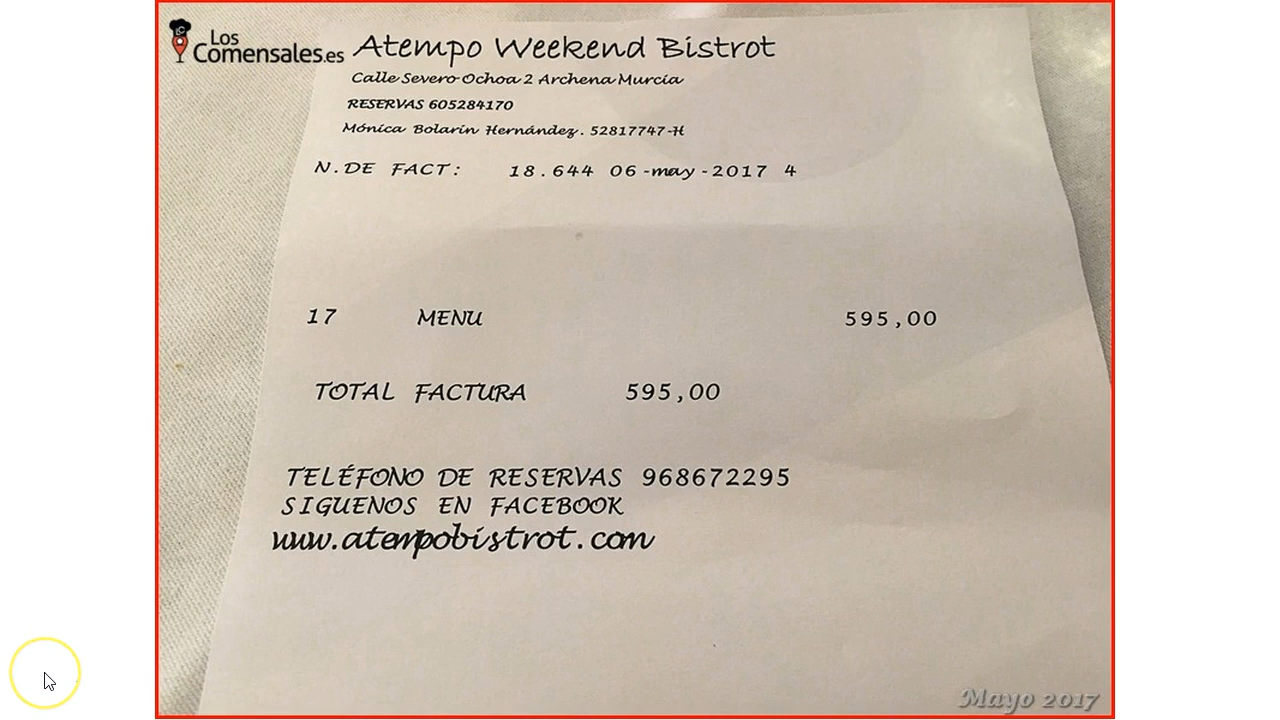 Los
Comensales.es
Atempo Weekend Bistrot
Calle Severo Ochoa 2 Archena Murcia
RESERVAS 605284170
Mónica Bolarín Hernández. 52817747-H
N.DE FACT: 18.644 06-may-2017 4
17 MENU 595,00
TOTAL FACTURA 595,00
TELÉFONO DE RESERVAS 968672295
SIGUENOS EN FACEBOOK
www.atempobistrot.com
Mayo 2017